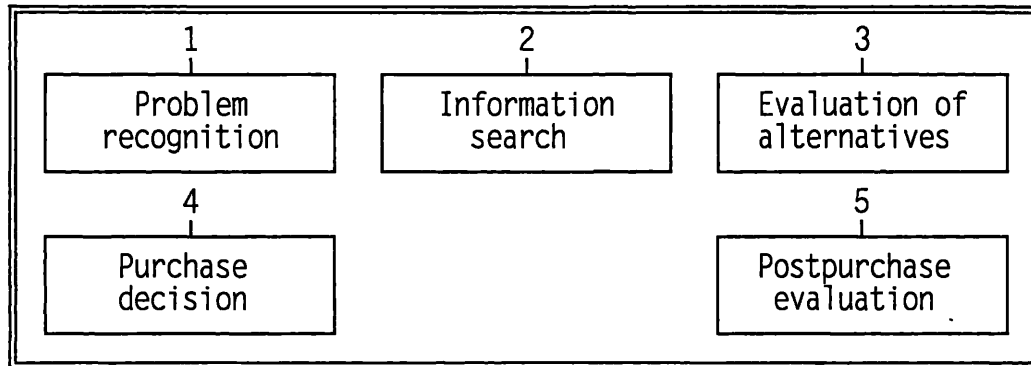 1
2
3
Problem
recognition
Information
search
Evaluation of
alternatives
4
5
Purchase
decision
Postpurchase
evaluation